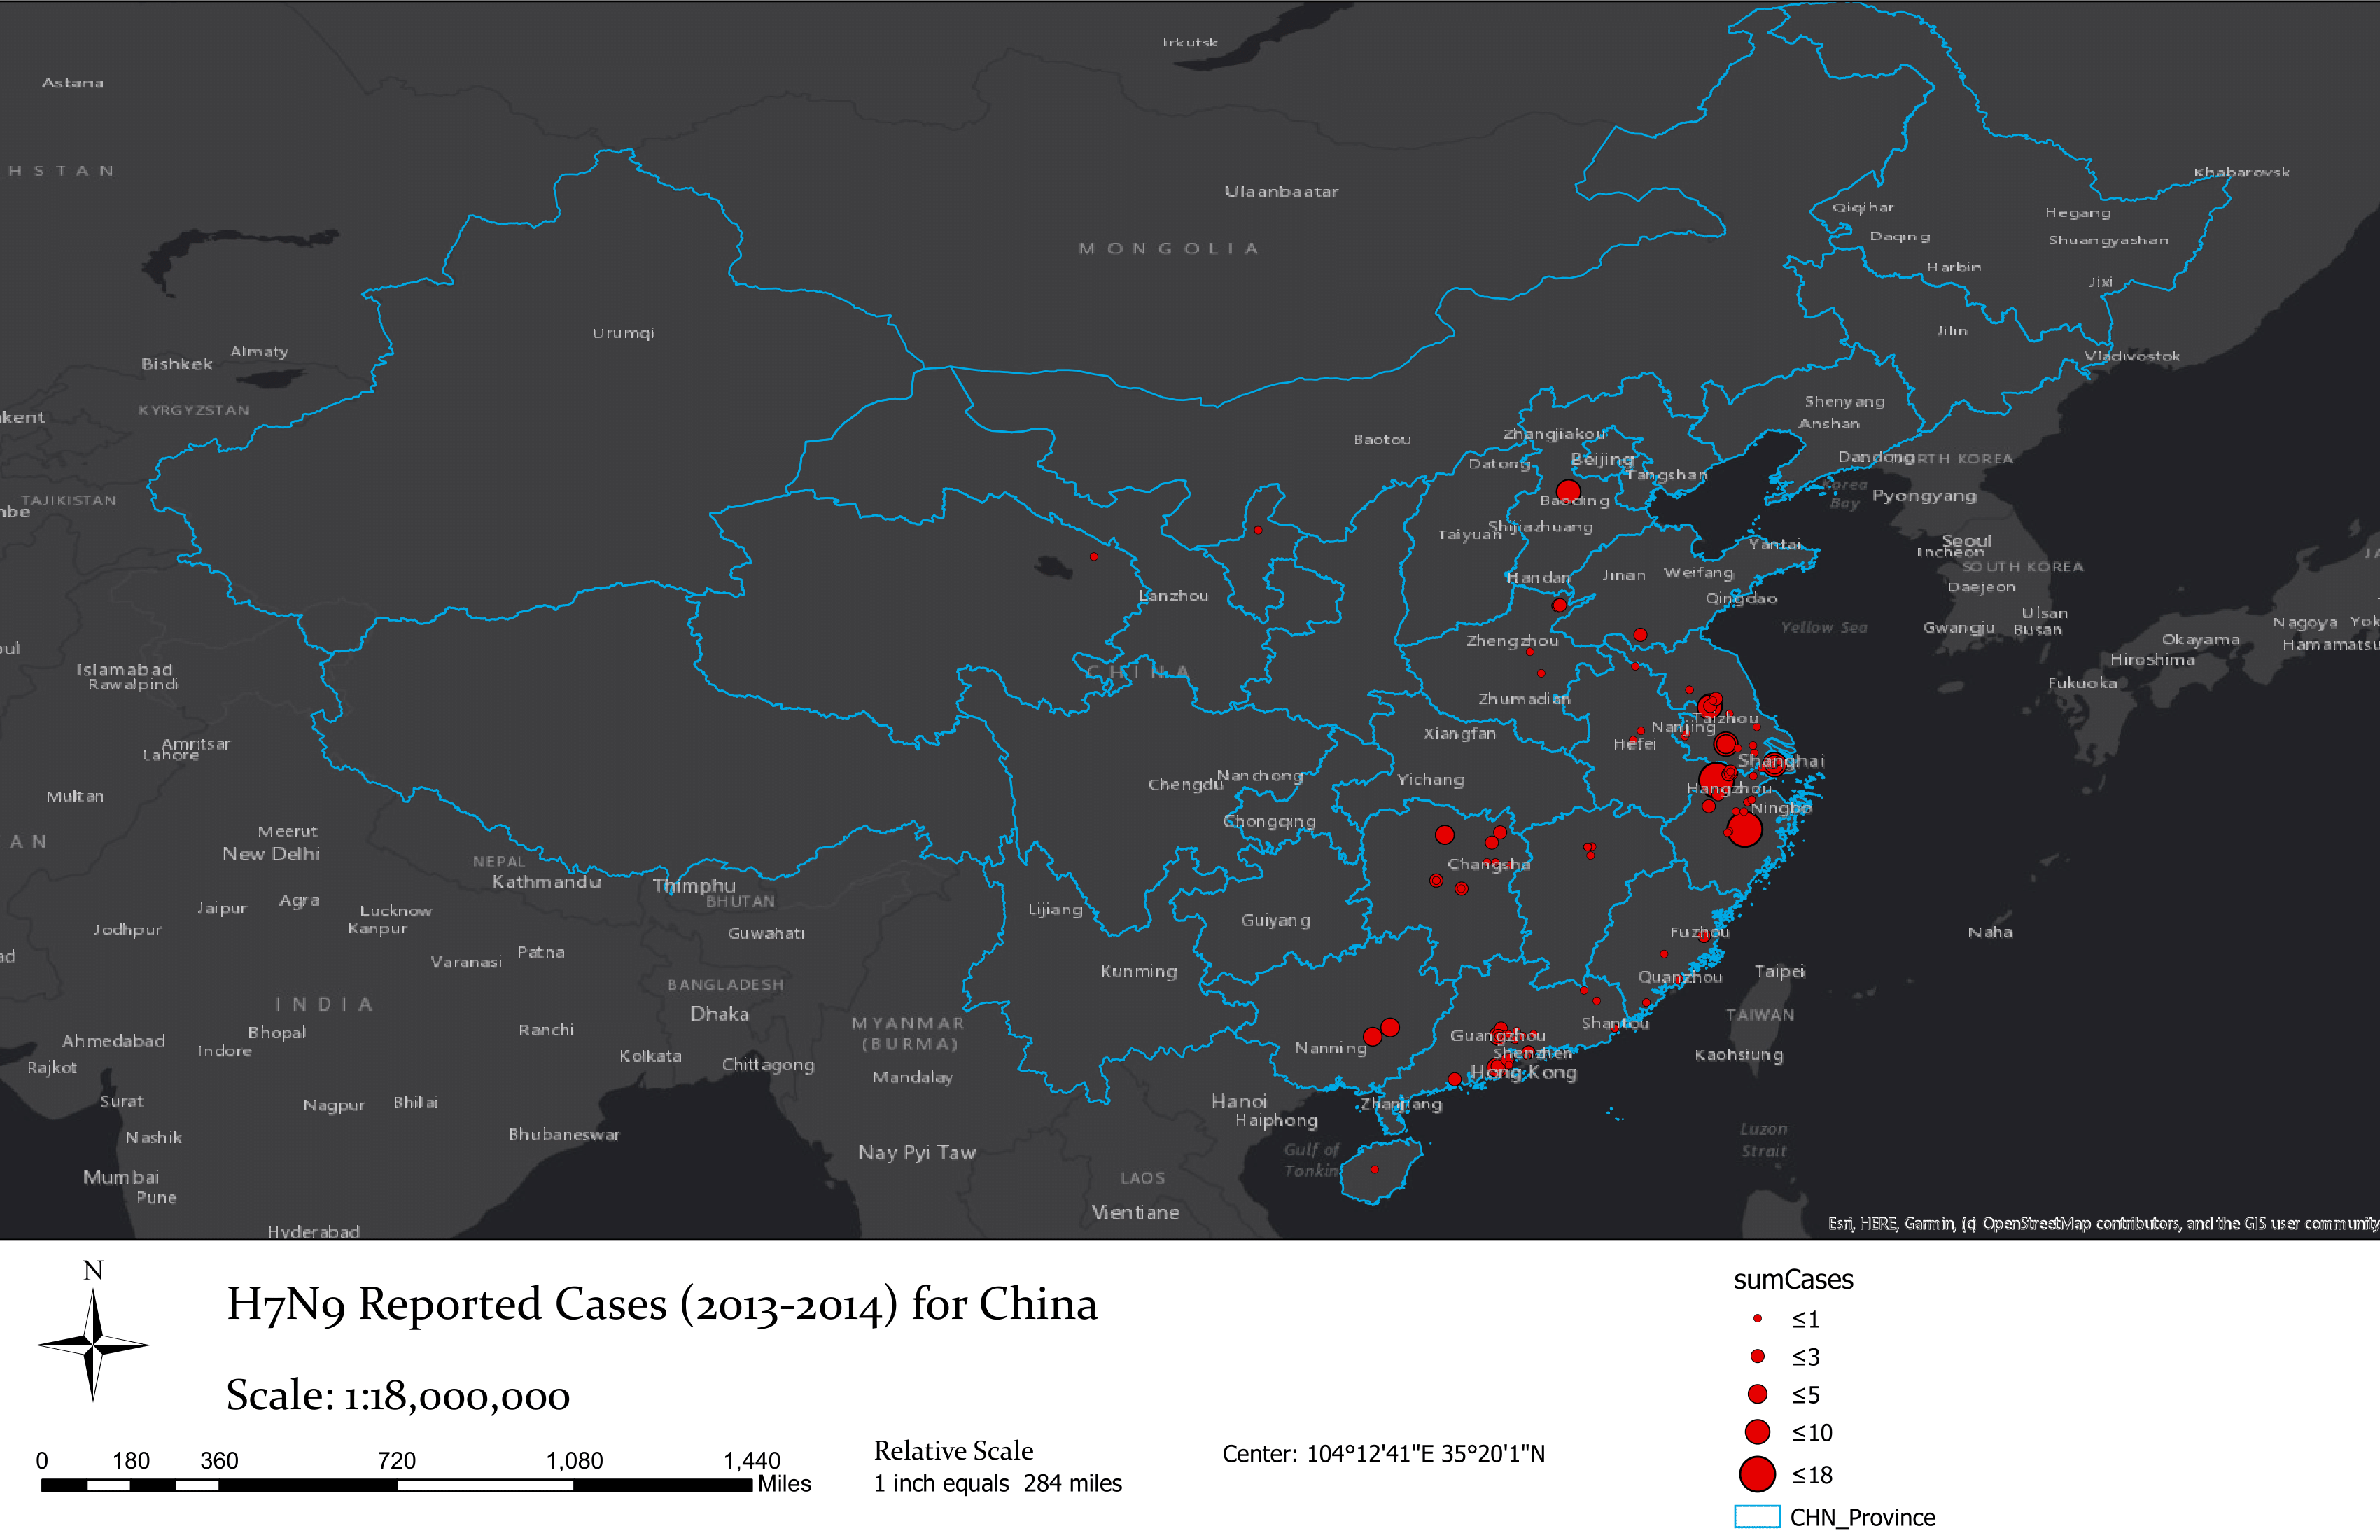 Irkutsk
Astana
HSTAN
Khabarovsk
Ulaanbaatar
Qiqihar
Hegang
Daqing
Shuangyashan
MONGOLIA
Harbin
Jixi
Urumqi
Jilin
Almaty
Bishkek
Vladivostok
KYRGYZSTAN
kent
Shenyang
Anshan
Baotou
Zhangjiakou
Datong
Beijing
Tangshan
Dandong
NORTH KOREA
TAJIKISTAN
nbe
Korea
Bay
Pyongyang
Baoding
Shijiazhuang
Taiyuan
Yantai
Seoul
Incheon
JA
SOUTH KOREA
Handan
Jinan
Weifang
Daejeon
Lanzhou
Qingdao
Ulsan
Yellow Sea
Gwangju
Busan
Nagoya
Yok
Okayama
Hamamatsu
oul
Zhengzhou
Hiroshima
Islamabad
Rawalpindi
CHINA
Fukuoka
Zhumadian
Taizhou
Nanjing
Xiangfan
Hefei
Amritsar
Lahore
Shanghai
Nanchong
Chengdu
Yichang
Hangzhou
Multan
Ningbo
Chongqing
Meerut
AN
New Delhi
NEPAL
Kathmandu
Changsha
Thimphu
BHUTAN
Agra
Jaipur
Lucknow
Kanpur
Lijiang
Guiyang
Jodhpur
Guwahati
Fuzhou
Naha
ad
Patna
Varanasi
Kunming
Quanzhou
Taipei
BANGLADESH
INDIA
Dhaka
TAIWAN
MYANMAR
(BURMA)
Shantou
Bhopal
Ranchi
Ahmedabad
Guangzhou
Indore
Nanning
Shenzhen
Kolkata
Kaohsiung
Rajkot
Chittagong
Hong Kong
Mandalay
Surat
Nagpur
Bhilai
Hanoi
Zhanjiang
Haiphong
Nashik
Bhubaneswar
Luzon
Strait
Gulf of
Tonkin
Nay Pyi Taw
Mumbai
LAOS
Pune
Vientiane
Hyderabad
Esri, HERE, Garmin, (c) OpenStreetMap contributors, and the GIS user community
N
H7N9 Reported Cases (2013-2014) for China
Scale: 1:18,000,000
0 180 360 720 1,080 1,440
Miles
Relative Scale
1 inch equals 284 miles
Center: 104°12'41"E 35°20'1"N
sumCases
≤1
≤3
≤5
≤10
≤18
CHN_Province